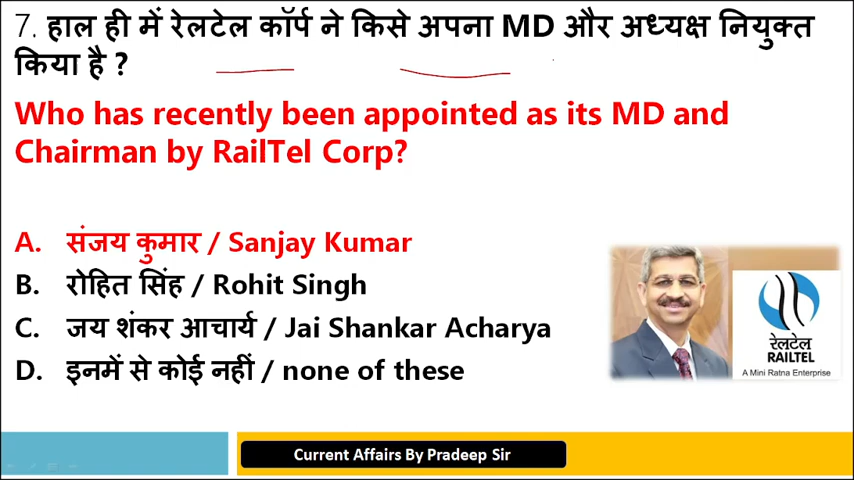 7. हाल ही में रेलटेल कॉर्प ने किसे अपना MD और अध्यक्ष नियुक्त
किया है ?
Who has recently been appointed as its MD and
Chairman by RailTel Corp?
A. संजय कुमार / Sanjay Kumar
B. रोहित सिंह / Rohit Singh
C. जय शंकर आचार्य / Jai Shankar Acharya
D. इनमें से कोई नहीं / none of these
रेलटेल
RAILTEL
A Mini Ratna Enterprise
Current Affairs By Pradeep Sir